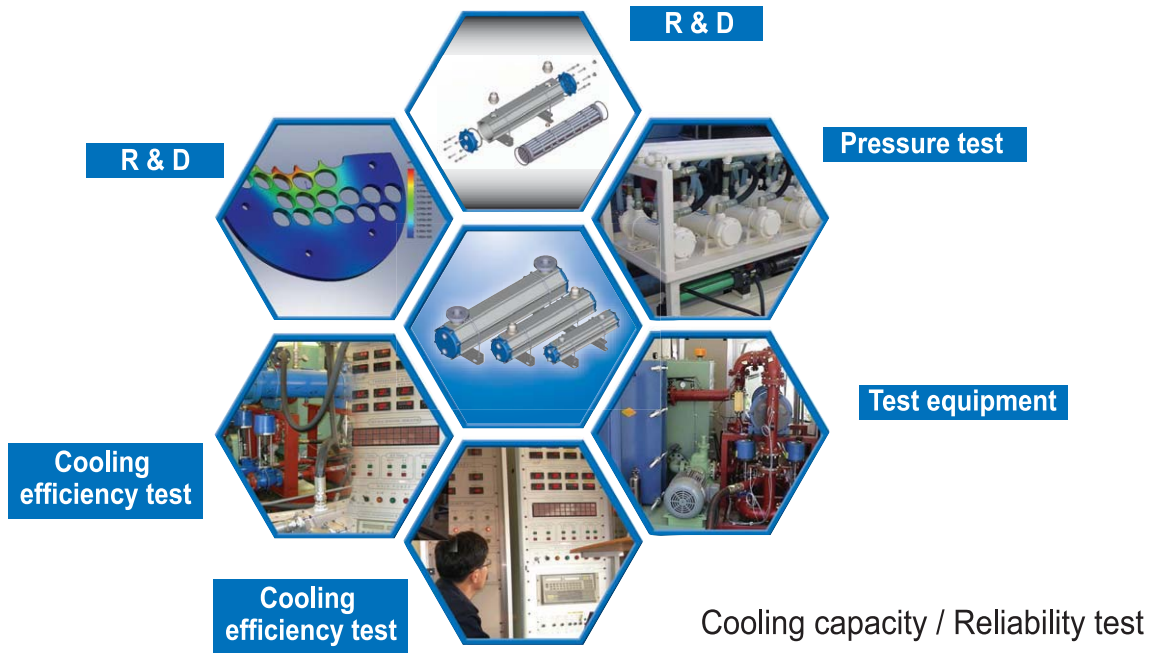 R & D
R & D
Pressure test
Test equipment
Cooling
efficiency test
Cooling
efficiency test
Cooling capacity / Reliability test